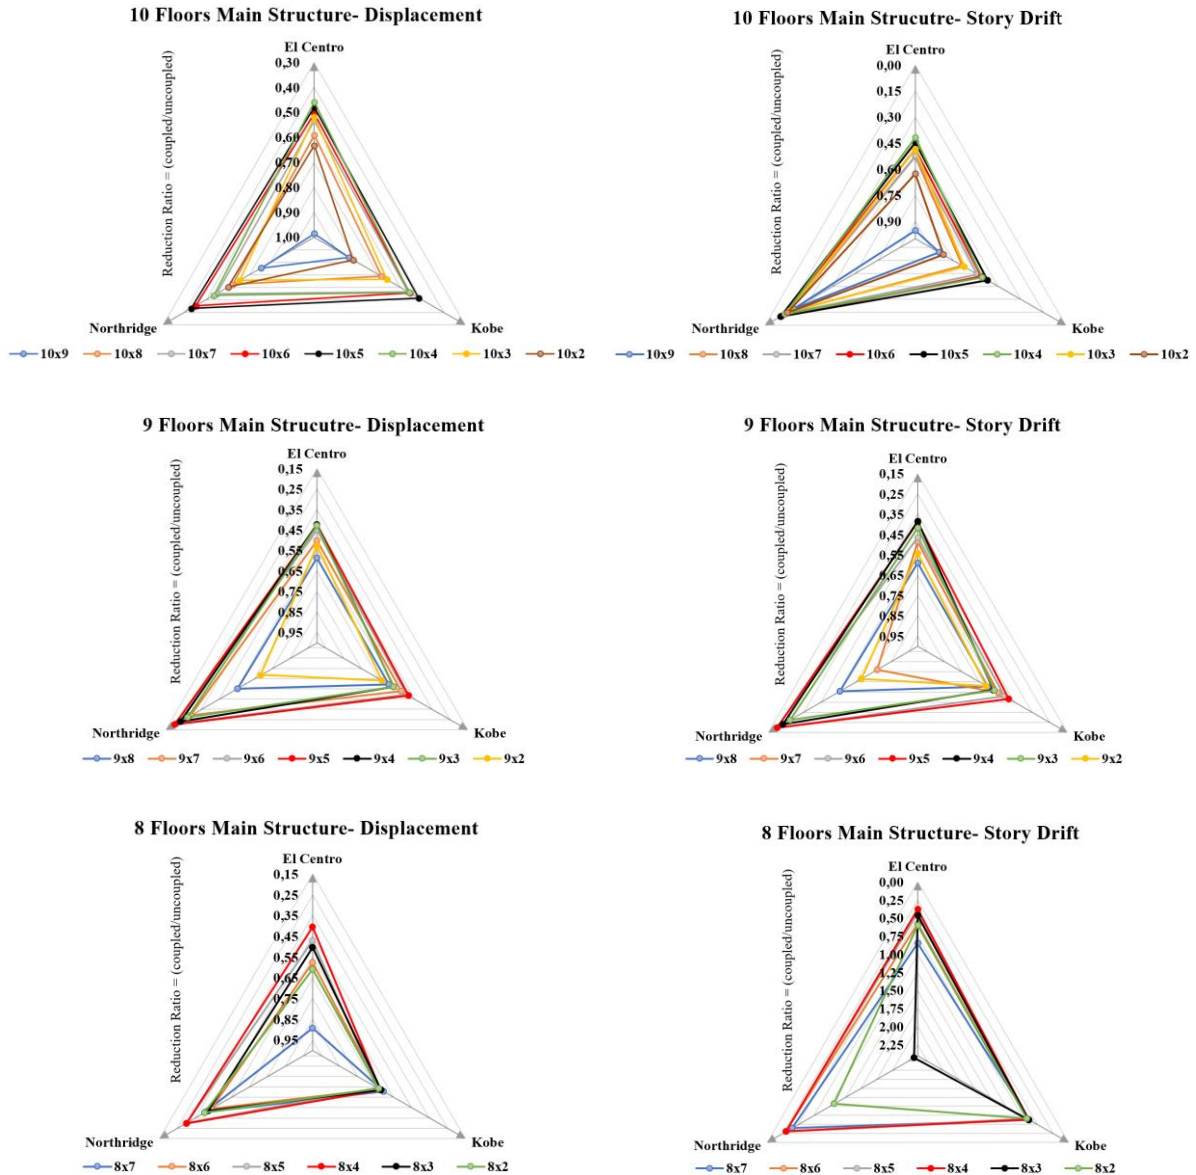 10 Floors Main Structure- Displacement
El Centro
0,30
0,40
0,50
0,60
0,70
0,80
0,90
1,00
Reduction Ratio = (coupled/uncoupled)
Northridge
Kobe
10x9 10x8 10x7 10x6 10x5 10x4 10x3 10x2
10 Floors Main Strucutre- Story Drift
El Centro
0,00
0,15
0,30
0,45
0,60
0,75
0,90
Reduction Ratio = (coupled/uncoupled)
Northridge
Kobe
10x9 10x8 10x7 10x6 10x5 10x4 10x3 10x2
9 Floors Main Strucutre- Displacement
El Centro
0,15
0,25
0,35
0,45
0,55
0,65
0,75
0,85
0,95
Reduction Ratio = (coupled/uncoupled)
Northridge
Kobe
9x8 9x7 9x6 9x5 9x4 9x3 9x2
9 Floors Main Strucutre- Story Drift
El Centro
0,15
0,25
0,35
0,45
0,55
0,65
0,75
0,85
0,95
Reduction Ratio = (coupled/uncoupled)
Northridge
Kobe
9x8 9x7 9x6 9x5 9x4 9x3 9x2
8 Floors Main Structure- Displacement
El Centro
0,15
0,25
0,35
0,45
0,55
0,65
0,75
0,85
0,95
Reduction Ratio = (coupled/uncoupled)
Northridge
Kobe
8x7 8x6 8x5 8x4 8x3 8x2
8 Floors Main Structure- Story Drift
El Centro
0,00
0,25
0,50
0,75
1,00
1,25
1,50
1,75
2,00
2,25
Reduction Ratio = (coupled/uncoupled)
Northridge
Kobe
8x7 8x6 8x5 8x4 8x3 8x2